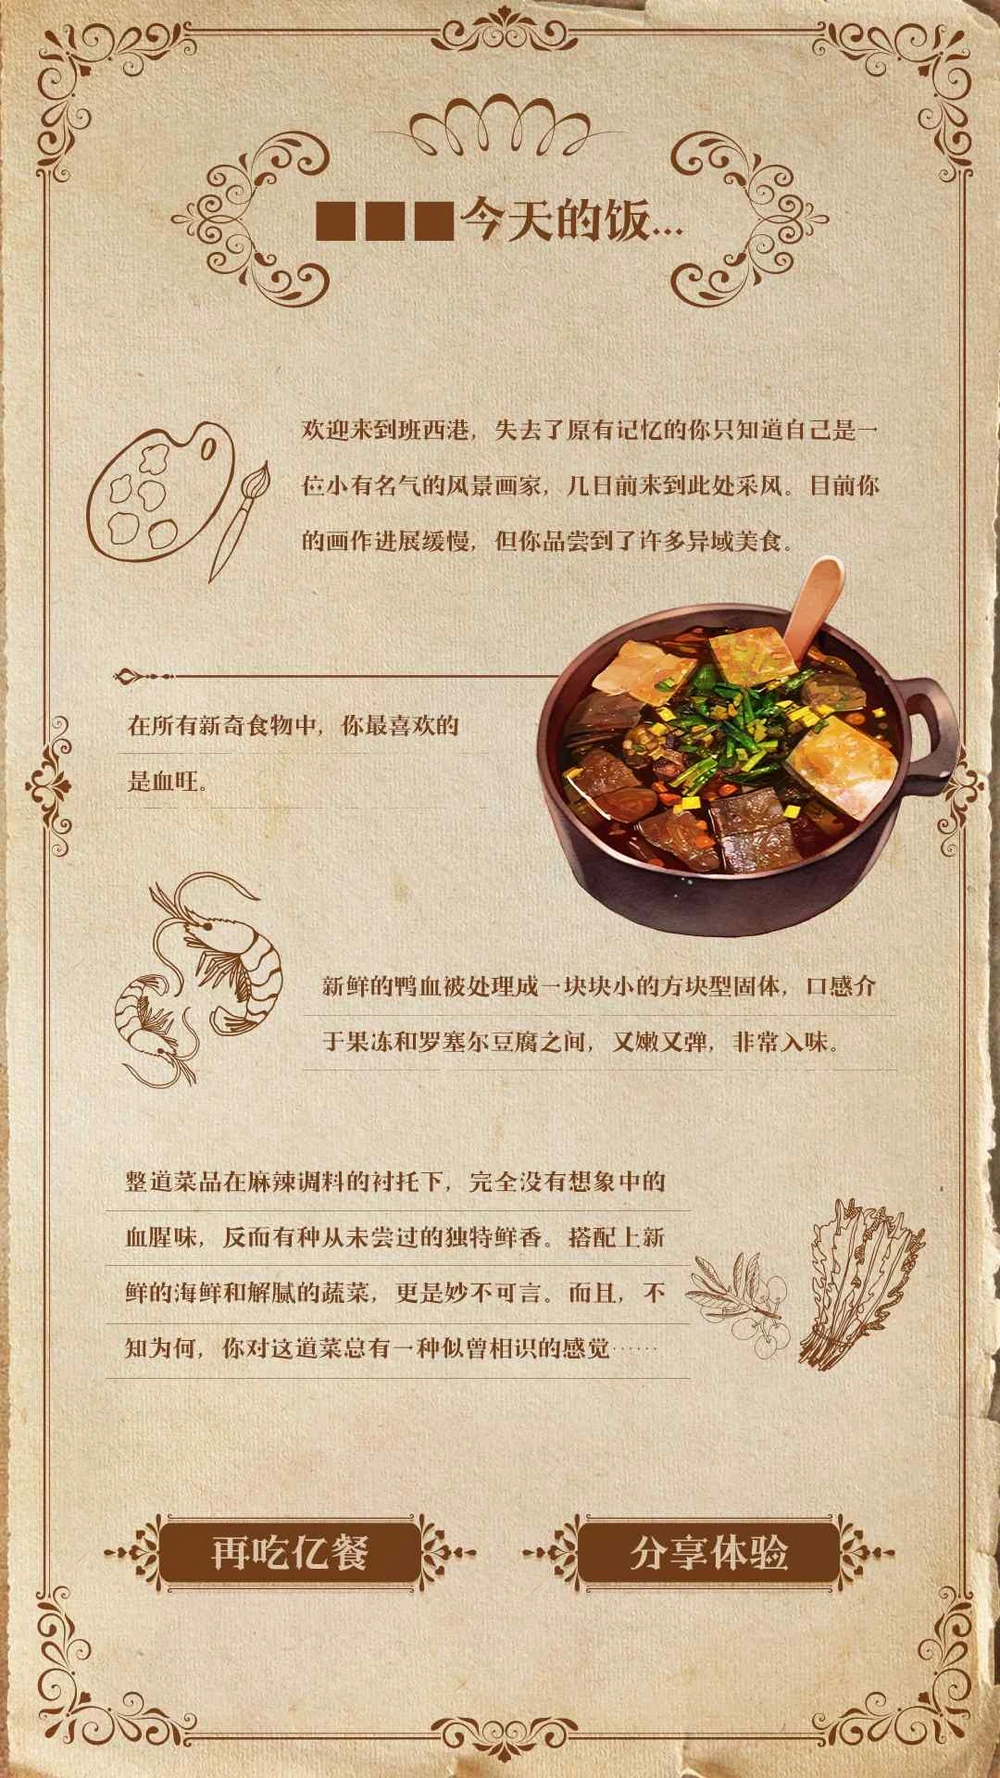 ■■■今天的饭...
欢迎来到班西港，失去了原有记忆的你只知道自己是一
位小有名气的风景画家，几日前来到此处采风。目前你
的画作进展缓慢，但你品尝到了许多异域美食。
在所有新奇食物中，你最喜欢的
是血旺。
新鲜的鸭血被处理成一块块小的方块型固体，口感介
于果冻和罗塞尔豆腐之间，又嫩又弹，非常入味。
整道菜品在麻辣调料的衬托下，完全没有想象中的
血腥味，反而有种从未尝过的独特鲜香。搭配上新
鲜的海鲜和解腻的蔬菜，更是妙不可言。而且，不
知为何，你对这道菜总有一种似曾相识的感觉……
再吃亿餐
分享体验